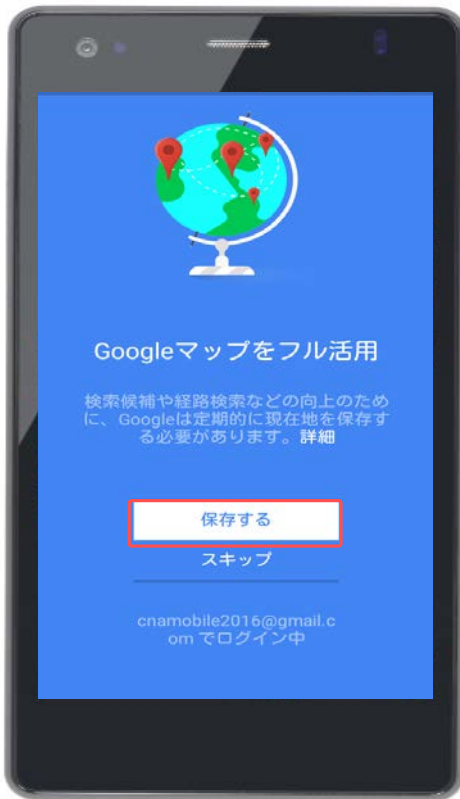 Googleマップをフル活用
検索候補や経路検索などの向上のため
に、Googleは定期的に現在地を保存す
る必要があります。詳細
保存する
スキップ
cnamobile2016@gmail.c
om でログイン中